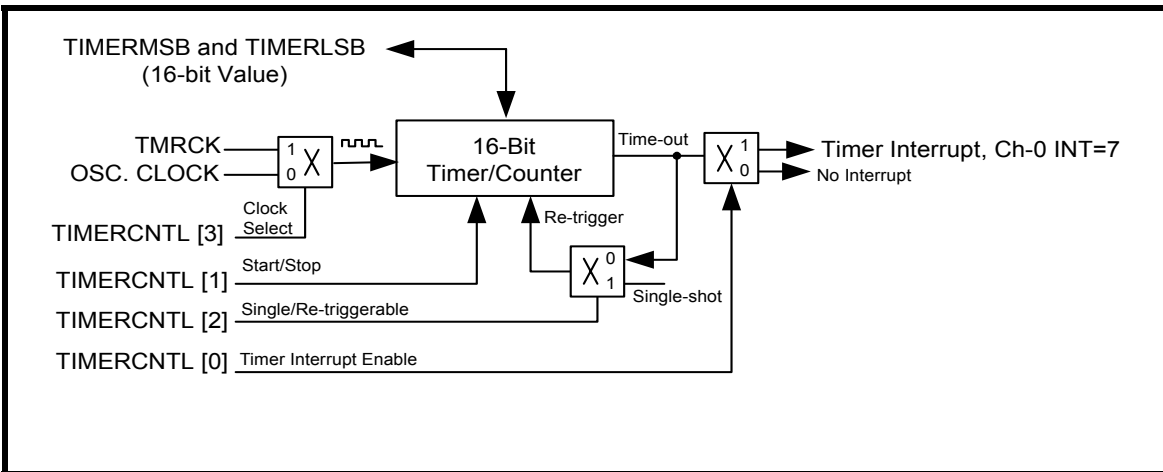 TIMERMSB and TIMERLSB
(16-bit Value)
TMRCK
OSC. CLOCK
1
0
X
16-Bit
Timer/Counter
Time-out
X
1
0
Timer Interrupt, Ch-0 INT=7
No Interrupt
Clock
Select
TIMERCNTL [3]
Re-trigger
X
0
1
Single-shot
Start/Stop
TIMERCNTL [1]
Single/Re-triggerable
TIMERCNTL [2]
Timer Interrupt Enable
TIMERCNTL [0]